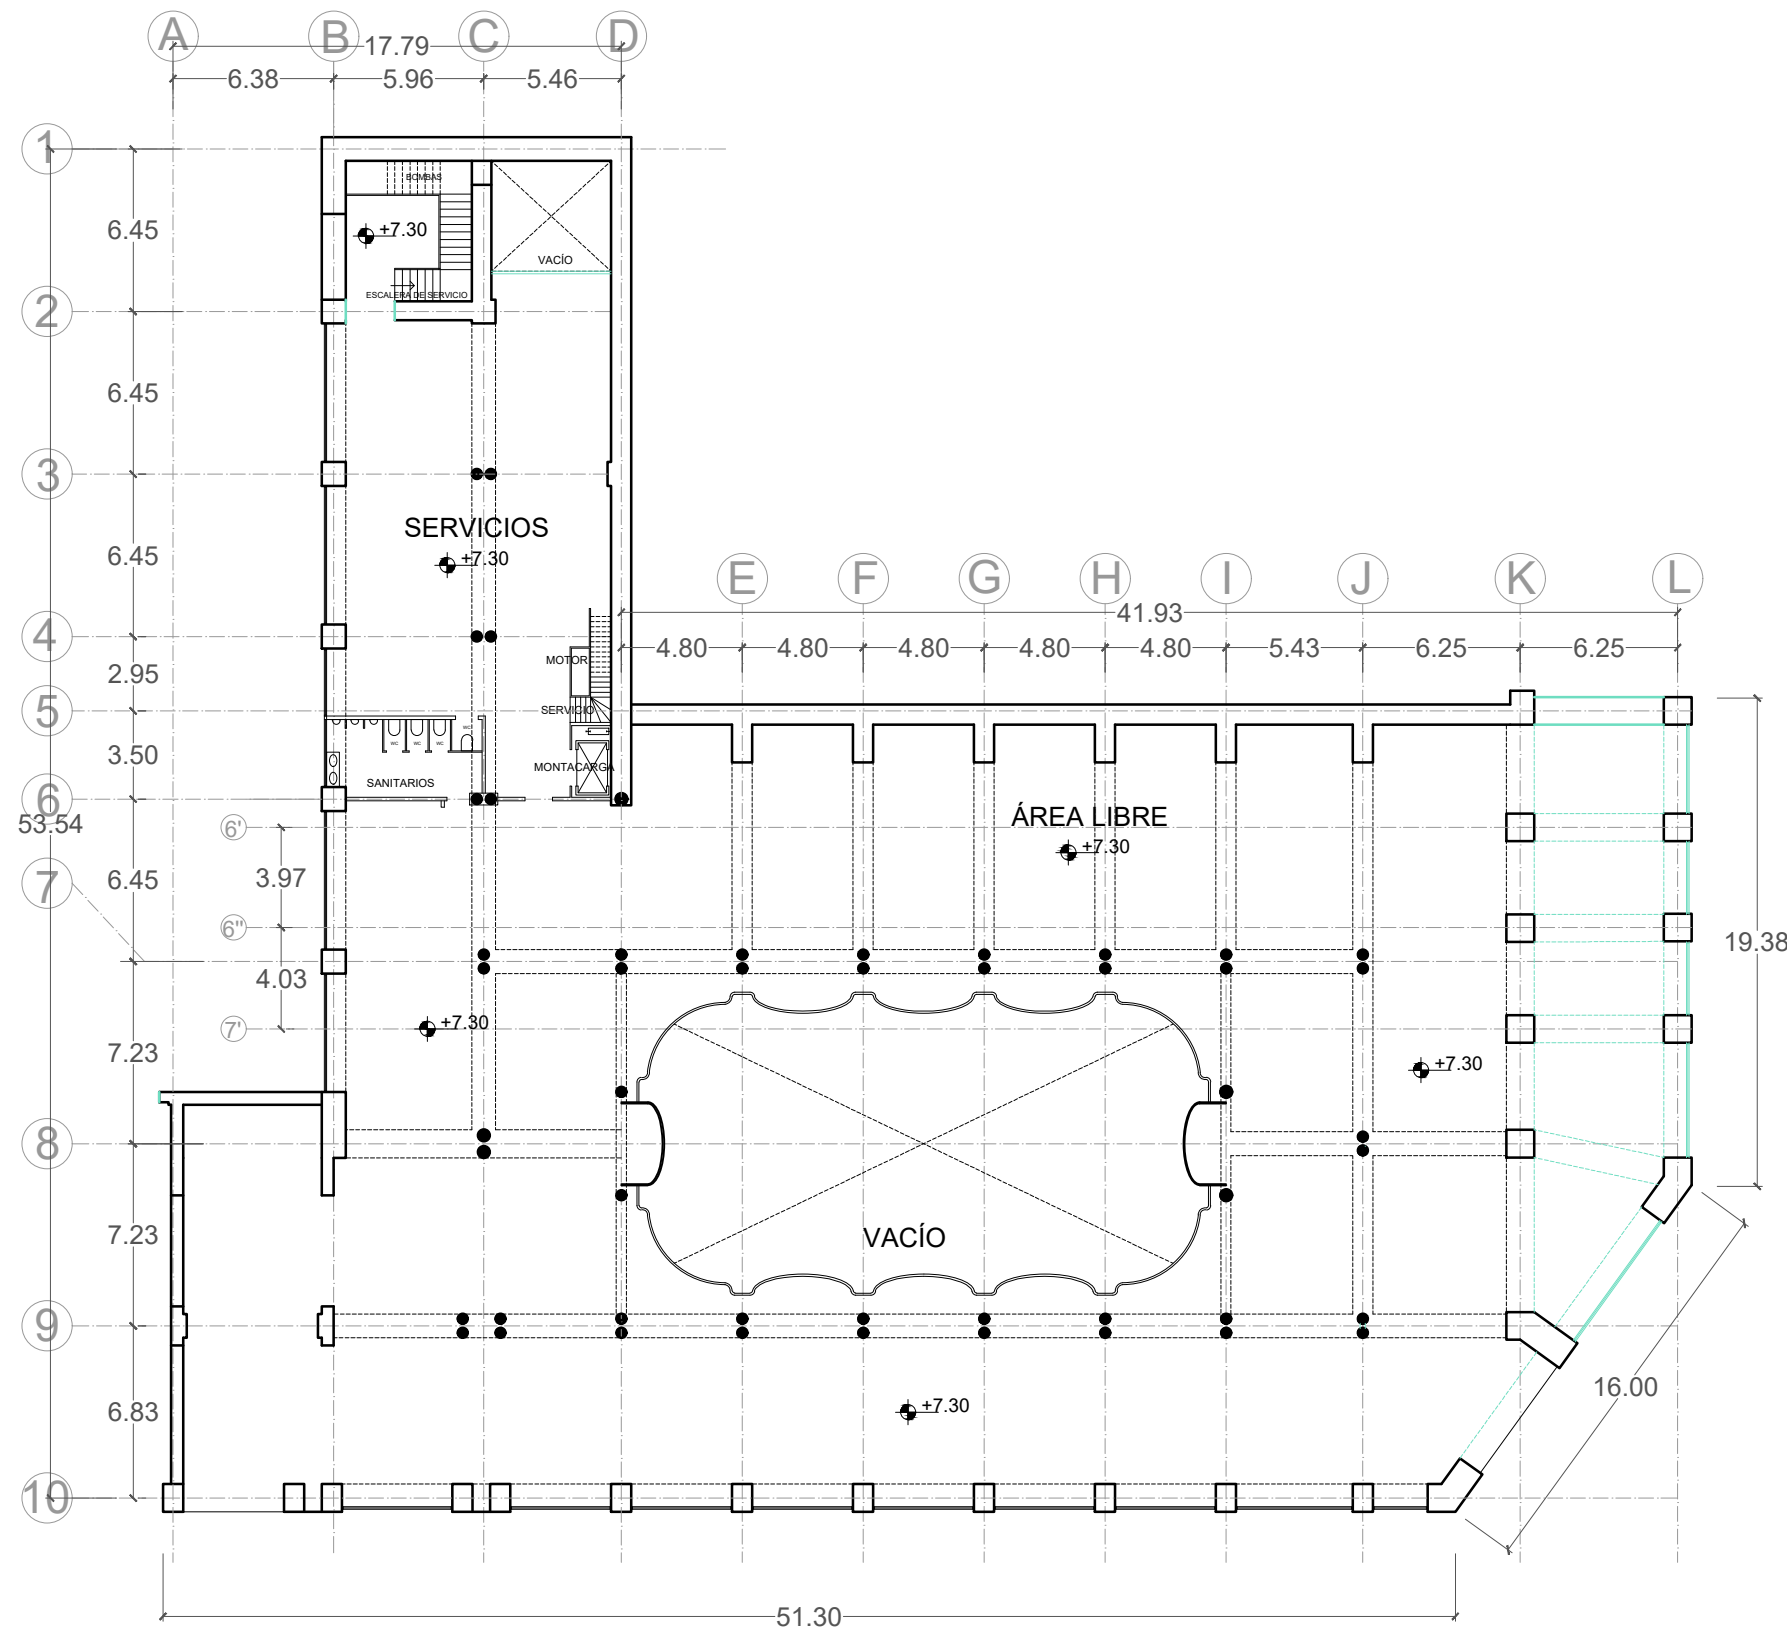 A
B
C
D
17.79
6.38
5.96
5.46
1
BOMBAS
6.45
+7.30
VACÍO
ESCALERA DE SERVICIO
2
6.45
3
SERVICIOS
6.45
+7.30
E
F
G
H
I
J
K
L
41.93
4
4.80
4.80
4.80
4.80
4.80
5.43
6.25
6.25
MOTOR
2.95
5
SERVICIO
WC
WC
WC
WC
3.50
MONTACARGA
SANITARIOS
6
53.54
6'
ÁREA LIBRE
+7.30
7
6.45
3.97
6"
19.38
4.03
+7.30
7'
7.23
+7.30
8
7.23
VACÍO
9
16.00
6.83
+7.30
10
51.30